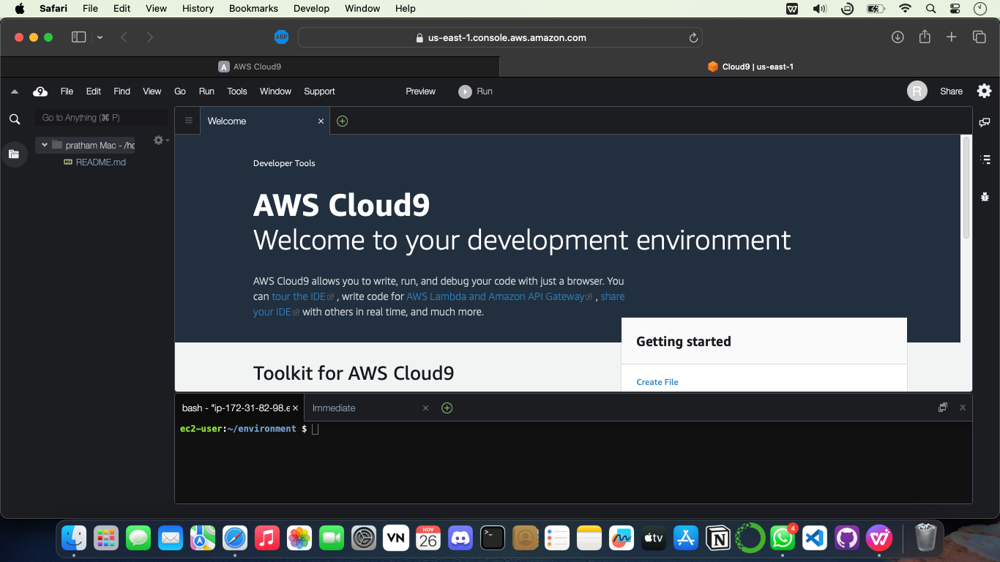 Safari File Edit View History Bookmarks Develop Window Help
ABP us-east-1.console.aws.amazon.com
A AWS Cloud9 Cloud9 | us-east-1
9 File Edit Find View Go Run Tools Window Support Preview Run R Share
Go to Anything (⌘ P)
Welcome
pratham Mac - /hc
README.md
Developer Tools
AWS Cloud9
Welcome to your development environment
AWS Cloud9 allows you to write, run, and debug your code with just a browser. You
can tour the IDE , write code for AWS Lambda and Amazon API Gateway , share
your IDE with others in real time, and much more.
Getting started
Toolkit for AWS Cloud9
Create File
bash - "ip-172-31-82-98.e Immediate
ec2-user:~/environment $
VN NOV 26 >_ tv N 4